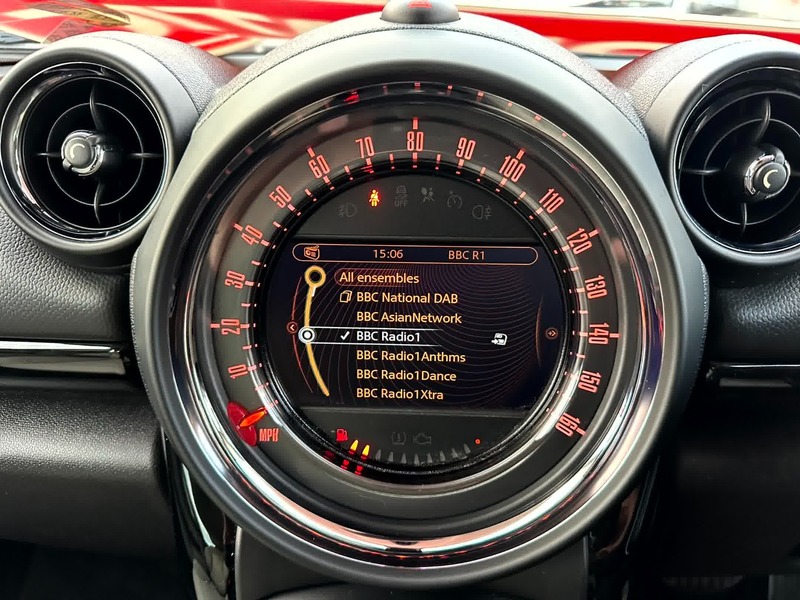 10
20
30
40
50
60
70
80
90
100
110
120
130
140
150
160
MPH
OFF
15:06 BBC R1
All ensembles
BBC National DAB
BBC AsianNetwork
BBC Radio1
BBC Radio1Anthms
BBC Radio1Dance
BBC Radio1Xtra